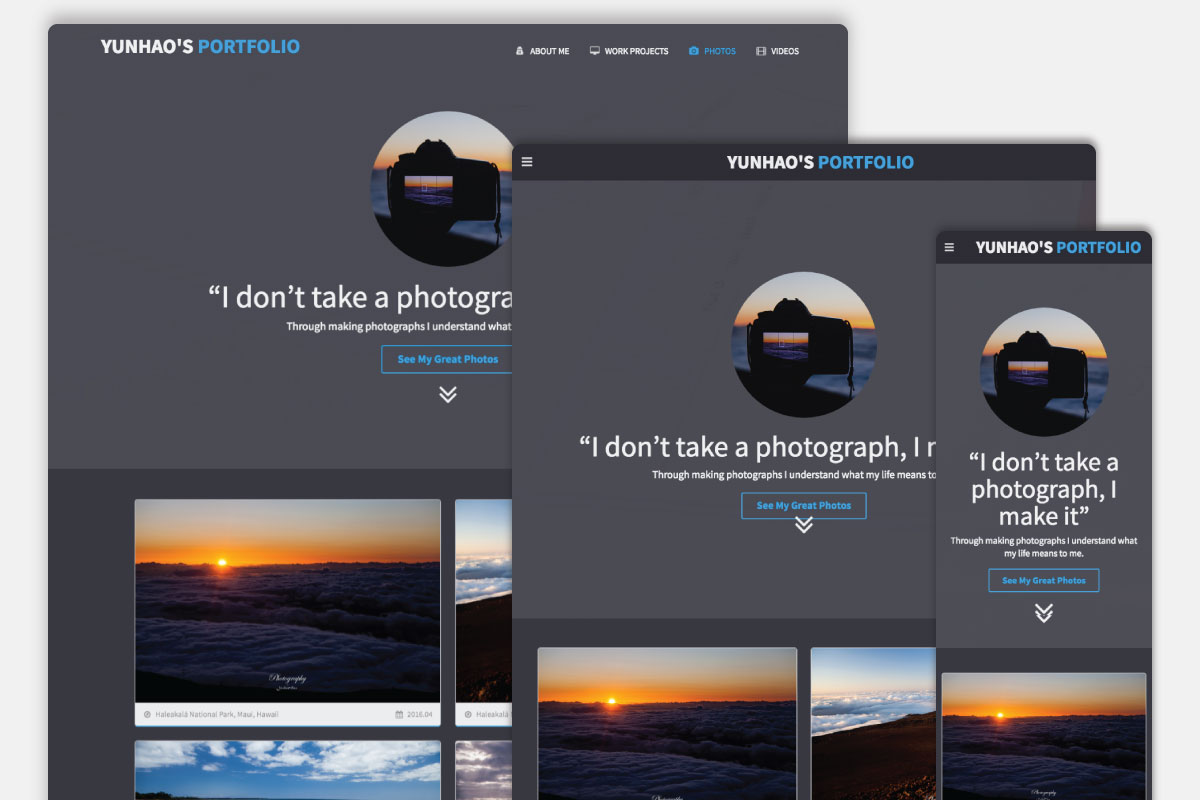 YUNHAO'S PORTFOLIO
ABOUT ME
WORK PROJECTS
PHOTOS
VIDEOS
“I don’t take a photogra
Through making photographs I understand what
See My Great Photos
Photography
Haleakalā National Park, Maui, Hawaii
2016.04
Haleakalā
YUNHAO'S PORTFOLIO
“I don’t take a photograph, I
Through making photographs I understand what my life means to
See My Great Photos
Photography
YUNHAO'S PORTFOLIO
“I don’t take a
photograph, I
make it”
Through making photographs I understand what
my life means to me.
See My Great Photos
Photography